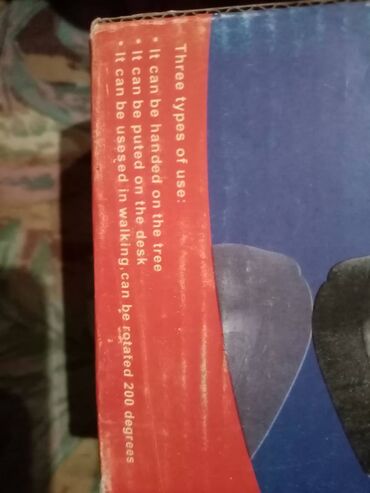 Three types of use:
• It can be handed on the tree
• It can be puted on the desk
• It can be usesed in walking, can be rotated 200 degrees